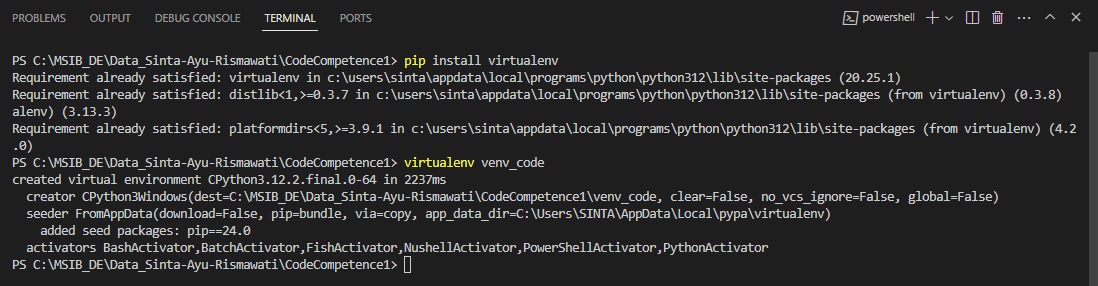 PROBLEMS OUTPUT DEBUG CONSOLE TERMINAL PORTS powershell
PS C:\MSIB_DE\Data_Sinta-Ayu-Rismawati\CodeCompetence1> pip install virtualenv
Requirement already satisfied: virtualenv in c:\users\sinta\appdata\local\programs\python\python312\lib\site-packages (20.25.1)
Requirement already satisfied: distlib<1,>=0.3.7 in c:\users\sinta\appdata\local\programs\python\python312\lib\site-packages (from virtualenv) (0.3.8)
alenv) (3.13.3)
Requirement already satisfied: platformdirs<5,>=3.9.1 in c:\users\sinta\appdata\local\programs\python\python312\lib\site-packages (from virtualenv) (4.2
.0)
PS C:\MSIB_DE\Data_Sinta-Ayu-Rismawati\CodeCompetence1> virtualenv venv_code
created virtual environment CPython3.12.2.final.0-64 in 2237ms
  creator CPython3Windows(dest=C:\MSIB_DE\Data_Sinta-Ayu-Rismawati\CodeCompetence1\venv_code, clear=False, no_vcs_ignore=False, global=False)
  seeder FromAppData(download=False, pip=bundle, via=copy, app_data_dir=C:\Users\SINTA\AppData\Local\pypa\virtualenv)
    added seed packages: pip==24.0
  activators BashActivator,BatchActivator,FishActivator,NushellActivator,PowerShellActivator,PythonActivator
PS C:\MSIB_DE\Data_Sinta-Ayu-Rismawati\CodeCompetence1>